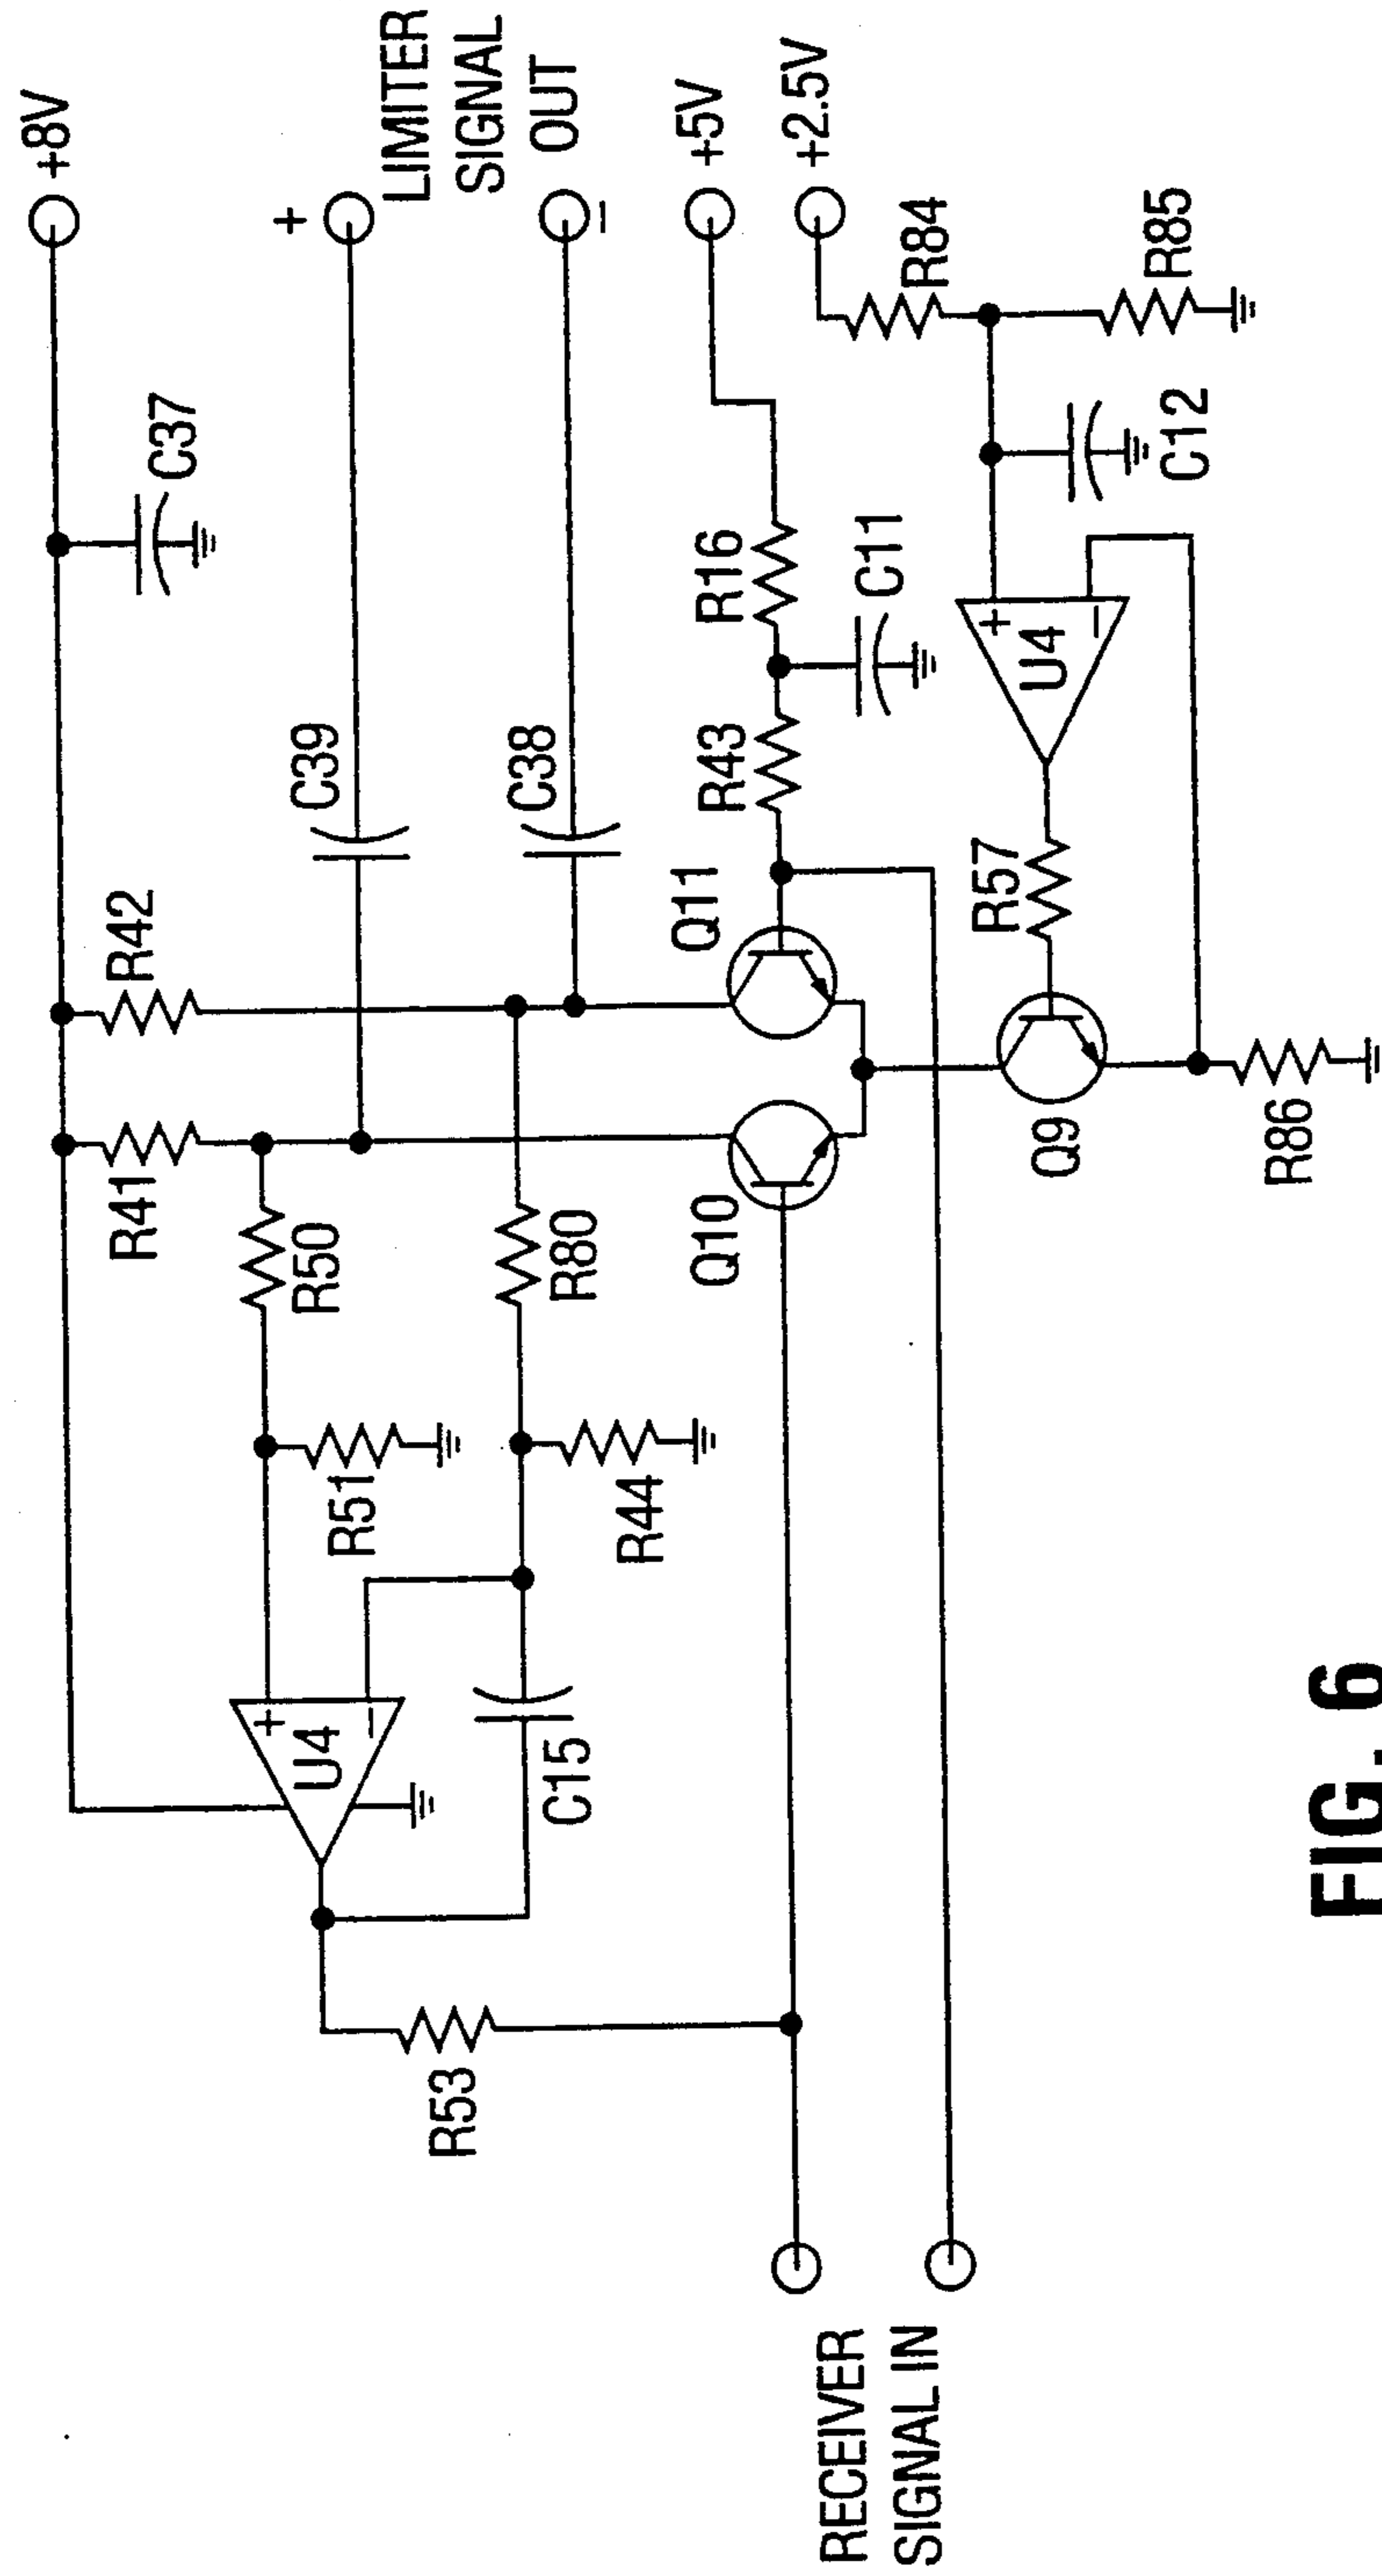 +8V
C37
+
LIMITER
SIGNAL
OUT
−
C39
C38
R42
R41
R50
R80
R51
R44
+
U4
−
C15
R53
Q10
Q11
R43
R16
C11
+5V
+2.5V
R84
R85
C12
+
U4
−
R57
Q9
R86
RECEIVER
SIGNAL IN
FIG. 6